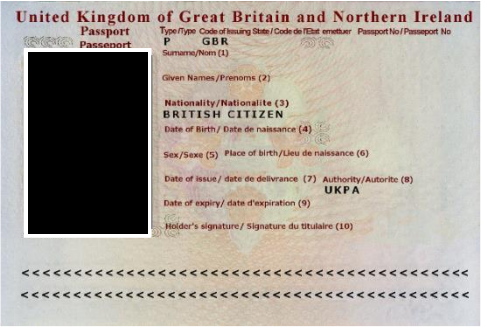 United Kingdom of Great Britain and Northern Ireland
Passport Type/Type Code of Issuing State / Code de l'Etat emetteur Passport No / Passeport No
Passeport P GBR
Surname/Nom (1)
Given Names/Prenoms (2)
Nationality/Nationalite (3)
BRITISH CITIZEN
Date of Birth/ Date de naissance (4)
Sex/Sexe (5) Place of birth/Lieu de naissance (6)
Date of issue/ date de delivrance (7) Authority/Autorite (8)
UKPA
Date of expiry/ date d'expiration (9)
Holder's signature/ Signature du titulaire (10)
<<<<<<<<<<<<<<<<<<<<<<<<<<<<<<<<<<<<<<<<<<<<
<<<<<<<<<<<<<<<<<<<<<<<<<<<<<<<<<<<<<<<<<<<<